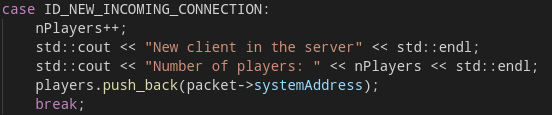 case ID_NEW_INCOMING_CONNECTION:
    nPlayers++;
    std::cout << "New client in the server" << std::endl;
    std::cout << "Number of players: " << nPlayers << std::endl;
    players.push_back(packet->systemAddress);
    break;